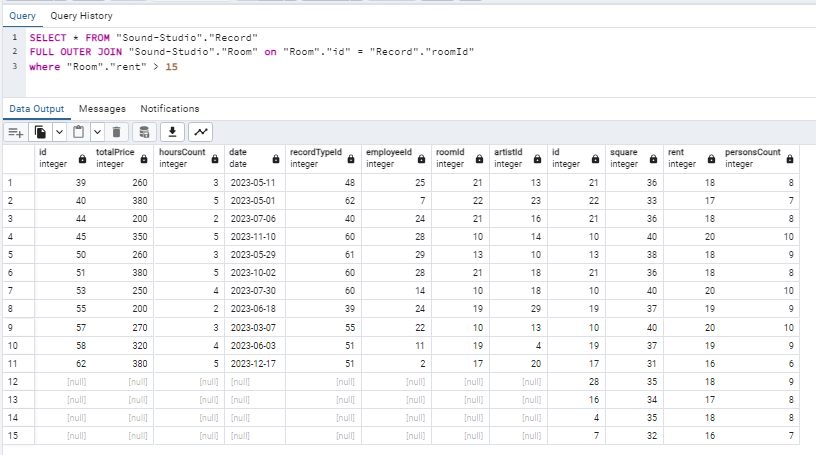 Query Query History
1 SELECT * FROM "Sound-Studio"."Record"
2 FULL OUTER JOIN "Sound-Studio"."Room" on "Room"."id" = "Record"."roomId"
3 where "Room"."rent" > 15
Data Output Messages Notifications
id totalPrice hoursCount date recordTypeId employeeId roomId artistId id square rent personsCount
integer integer integer date integer integer integer integer integer integer integer integer
1 39 260 3 2023-05-11 48 25 21 13 21 36 18 8
2 40 380 5 2023-05-01 62 7 22 23 22 33 17 7
3 44 200 2 2023-07-06 40 24 21 16 21 36 18 8
4 45 350 5 2023-11-10 60 28 10 14 10 40 20 10
5 50 260 3 2023-05-29 61 29 13 10 13 38 18 9
6 51 380 5 2023-10-02 60 28 21 18 21 36 18 8
7 53 250 4 2023-07-30 60 14 10 18 10 40 20 10
8 55 200 2 2023-06-18 39 24 19 29 19 37 19 9
9 57 270 3 2023-03-07 55 22 10 13 10 40 20 10
10 58 320 4 2023-06-03 51 11 19 4 19 37 19 9
11 62 380 5 2023-12-17 51 2 17 20 17 31 16 6
12 [null] [null] [null] [null] [null] [null] [null] [null] 28 35 18 9
13 [null] [null] [null] [null] [null] [null] [null] [null] 16 34 17 8
14 [null] [null] [null] [null] [null] [null] [null] [null] 4 35 18 8
15 [null] [null] [null] [null] [null] [null] [null] [null] 7 32 16 7